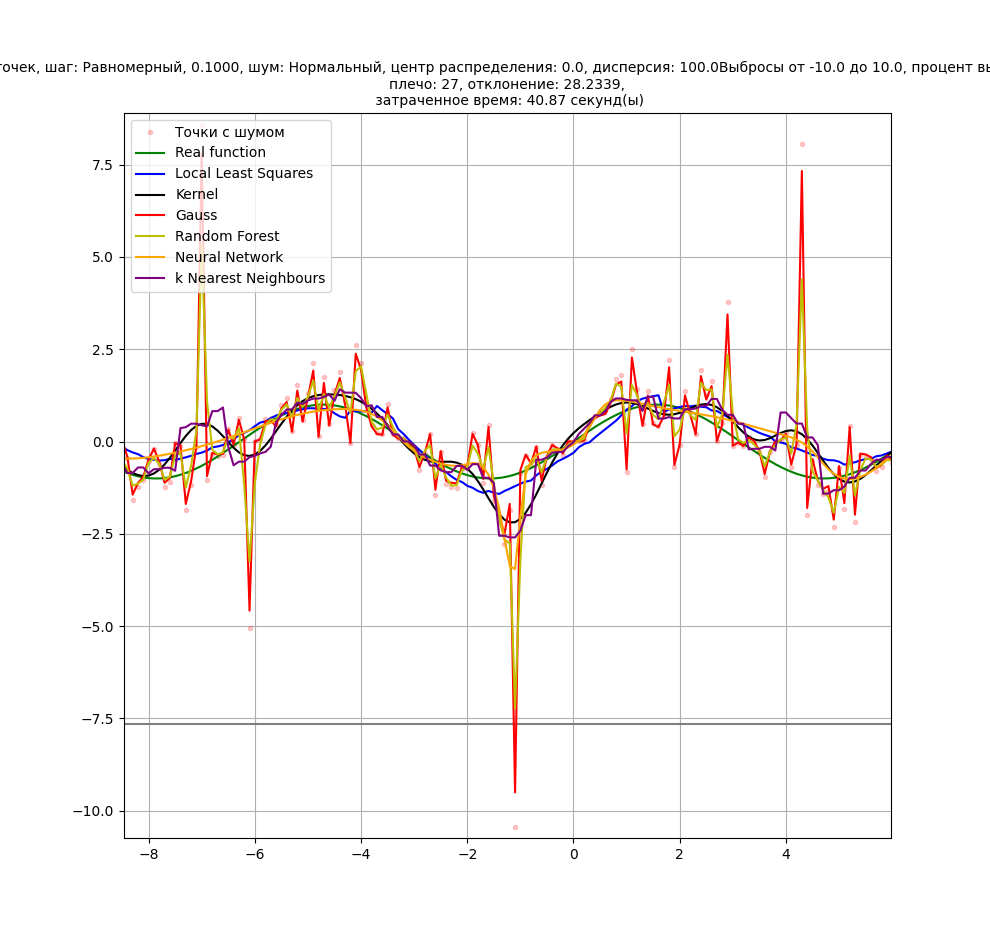 шаг: Равномерный, 0.1000, шум: Нормальный, центр распределения: 0.0, дисперсия: 100.0Выбросы от -10.0 до 10.0, процент
плечо: 27, отклонение: 28.2339,
затраченное время: 40.87 секунд(ы)
Точки с шумом
Real function
Local Least Squares
Kernel
Gauss
Random Forest
Neural Network
k Nearest Neighbours
7.5
5.0
2.5
0.0
−2.5
−5.0
−7.5
−10.0
−8
−6
−4
−2
0
2
4